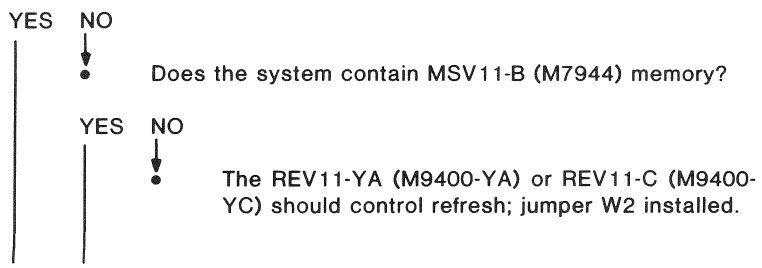 YES NO
Does the system contain MSV11-B (M7944) memory?
YES NO
The REV11-YA (M9400-YA) or REV11-C (M9400-
YC) should control refresh; jumper W2 installed.